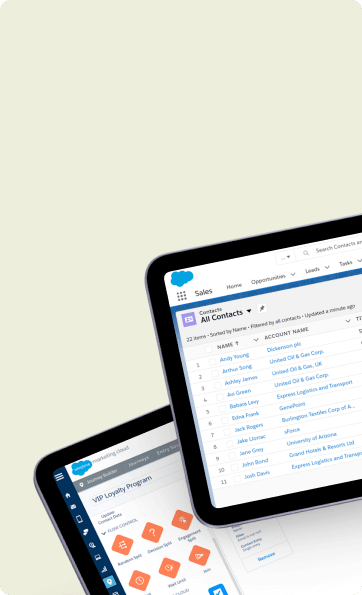 Search Contacts an
Sales
Home
Opportunities
Leads
Tasks
Contacts
All Contacts
22 items • Sorted by Name • Filtered by all contacts • Updated a minute ago
NAME ↑
ACCOUNT NAME
1 Andy Young Dickenson plc
2 Arthur Song United Oil & Gas Corp.
3 Ashley James United Oil & Gas, UK
4 Avi Green United Oil & Gas Corp.
5 Babara Levy Express Logistics and Transport
6 Edna Frank GenePoint
7 Jack Rogers Burlington Textiles Corp of A...
8 Jake Llorrac sForce
9 Jane Grey University of Arizona
10 John Bond Grand Hotels & Resorts Ltd
11 Josh Davis Express Logistics and Transpo
marketing cloud
Journey Builder
Journeys
VIP Loyalty Program
Update
Contact Data
FLOW CONTROL
Random Split
Decision Split
Engagement
Split
Wait Until
Join
Remove